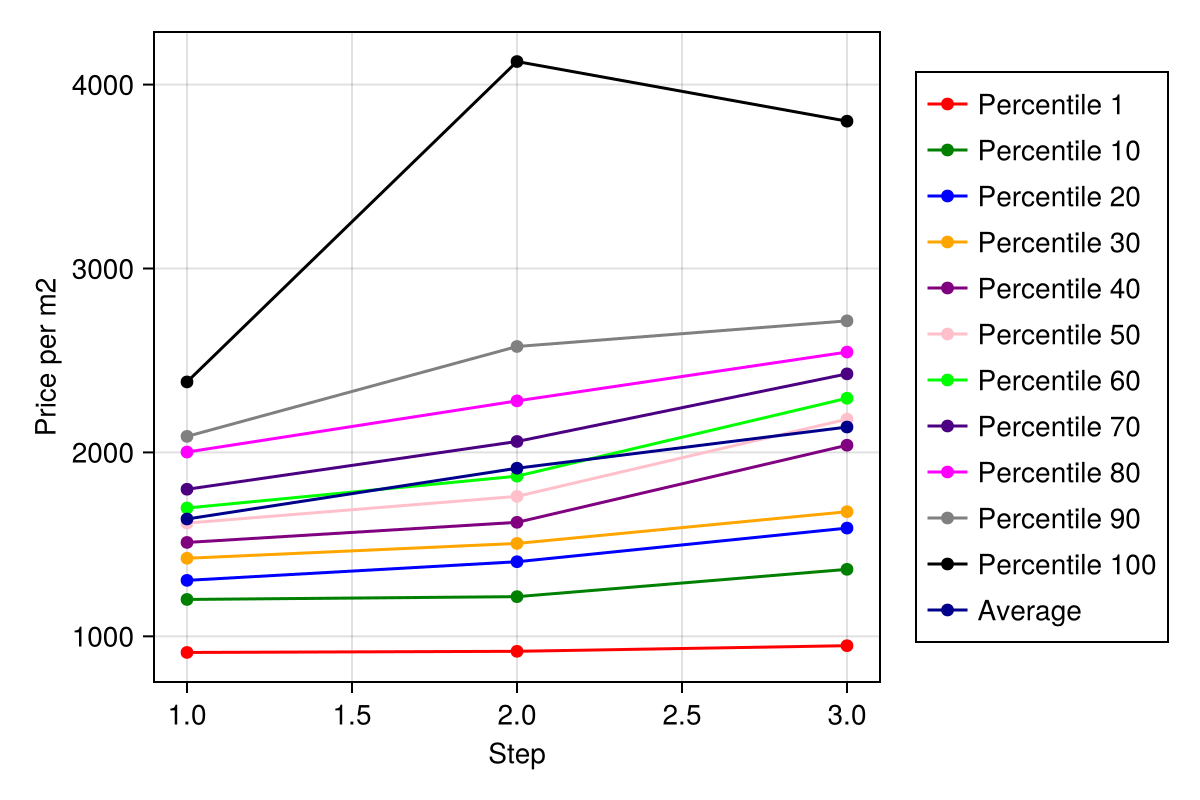 4000
3000
2000
1000
Price per m2
1.0 1.5 2.0 2.5 3.0
Step
Percentile 1
Percentile 10
Percentile 20
Percentile 30
Percentile 40
Percentile 50
Percentile 60
Percentile 70
Percentile 80
Percentile 90
Percentile 100
Average